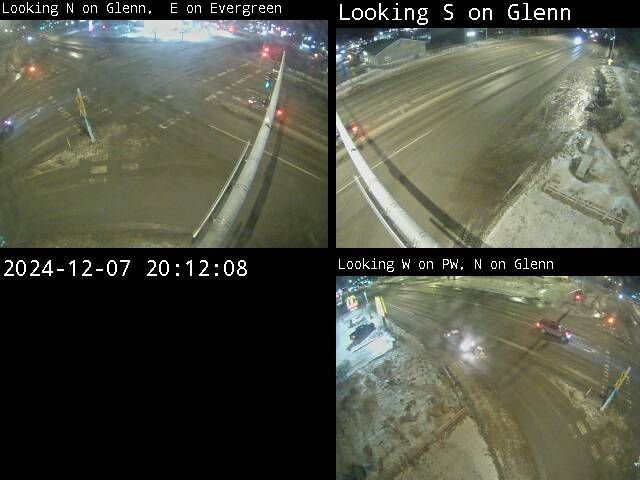 Looking N on Glenn,  E on Evergreen
Looking S on Glenn
2024-12-07 20:12:08
Looking W on PW, N on Glenn